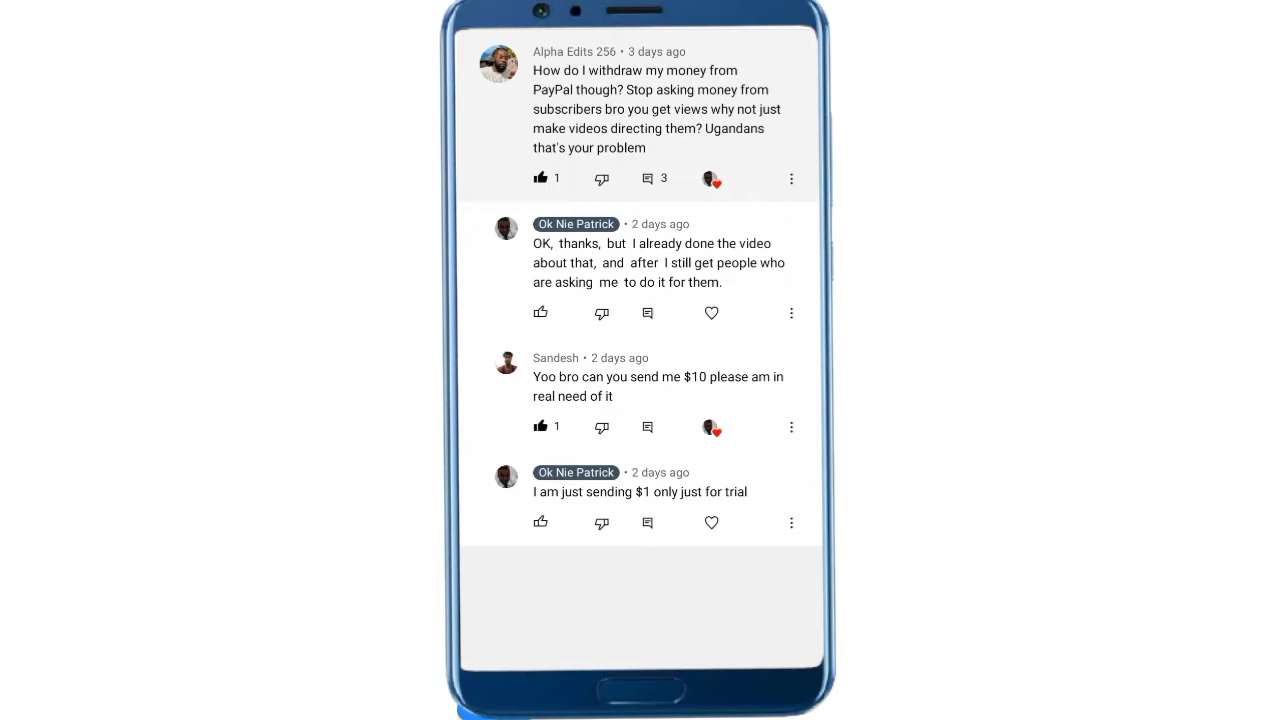 Alpha Edits 256 • 3 days ago
How do I withdraw my money from
PayPal though? Stop asking money from
subscribers bro you get views why not just
make videos directing them? Ugandans
that's your problem
1 3
Ok Nie Patrick • 2 days ago
OK, thanks, but I already done the video
about that, and after I still get people who
are asking me to do it for them.
Sandesh • 2 days ago
Yoo bro can you send me $10 please am in
real need of it
1
Ok Nie Patrick • 2 days ago
I am just sending $1 only just for trial